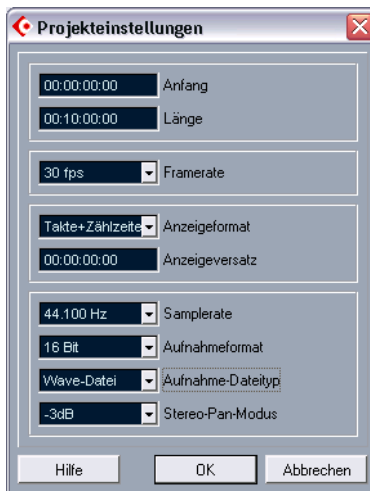 Projekteinstellungen
00:00:00:00 Anfang
00:10:00:00 Länge
30 fps Framerate
Takte+Zählzeite Anzeigeformat
00:00:00:00 Anzeigeversatz
44.100 Hz Samplerate
16 Bit Aufnahmeformat
Wave-Datei Aufnahme-Dateityp
-3dB Stereo-Pan-Modus
Hilfe OK Abbrechen